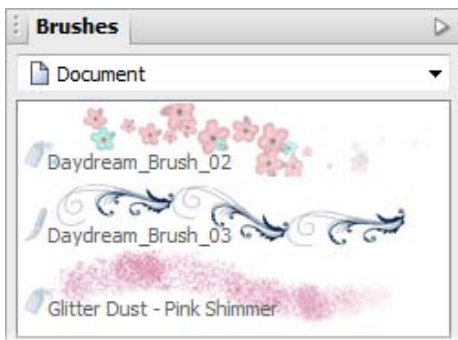 Brushes
Document
Daydream_Brush_02
Daydream_Brush_03
Glitter Dust - Pink Shimmer